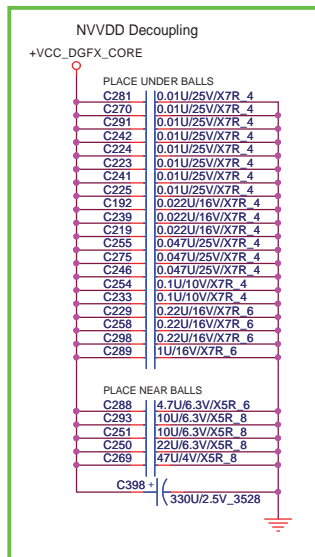 NVVDD Decoupling
+VCC_DGFX_CORE
PLACE UNDER BALLS
C281 0.01U/25V/X7R_4
C270 0.01U/25V/X7R_4
C291 0.01U/25V/X7R_4
C242 0.01U/25V/X7R_4
C224 0.01U/25V/X7R_4
C223 0.01U/25V/X7R_4
C241 0.01U/25V/X7R_4
C225 0.01U/25V/X7R_4
C192 0.022U/16V/X7R_4
C239 0.022U/16V/X7R_4
C219 0.022U/16V/X7R_4
C255 0.047U/25V/X7R_4
C275 0.047U/25V/X7R_4
C246 0.047U/25V/X7R_4
C254 0.1U/10V/X7R_4
C233 0.1U/10V/X7R_4
C229 0.22U/16V/X7R_6
C258 0.22U/16V/X7R_6
C298 0.22U/16V/X7R_6
C289 1U/16V/X7R_6
PLACE NEAR BALLS
C288 4.7U/6.3V/X5R_6
C293 10U/6.3V/X5R_8
C251 10U/6.3V/X5R_8
C250 22U/6.3V/X5R_8
C269 47U/4V/X5R_8
C398 +
330U/2.5V_3528